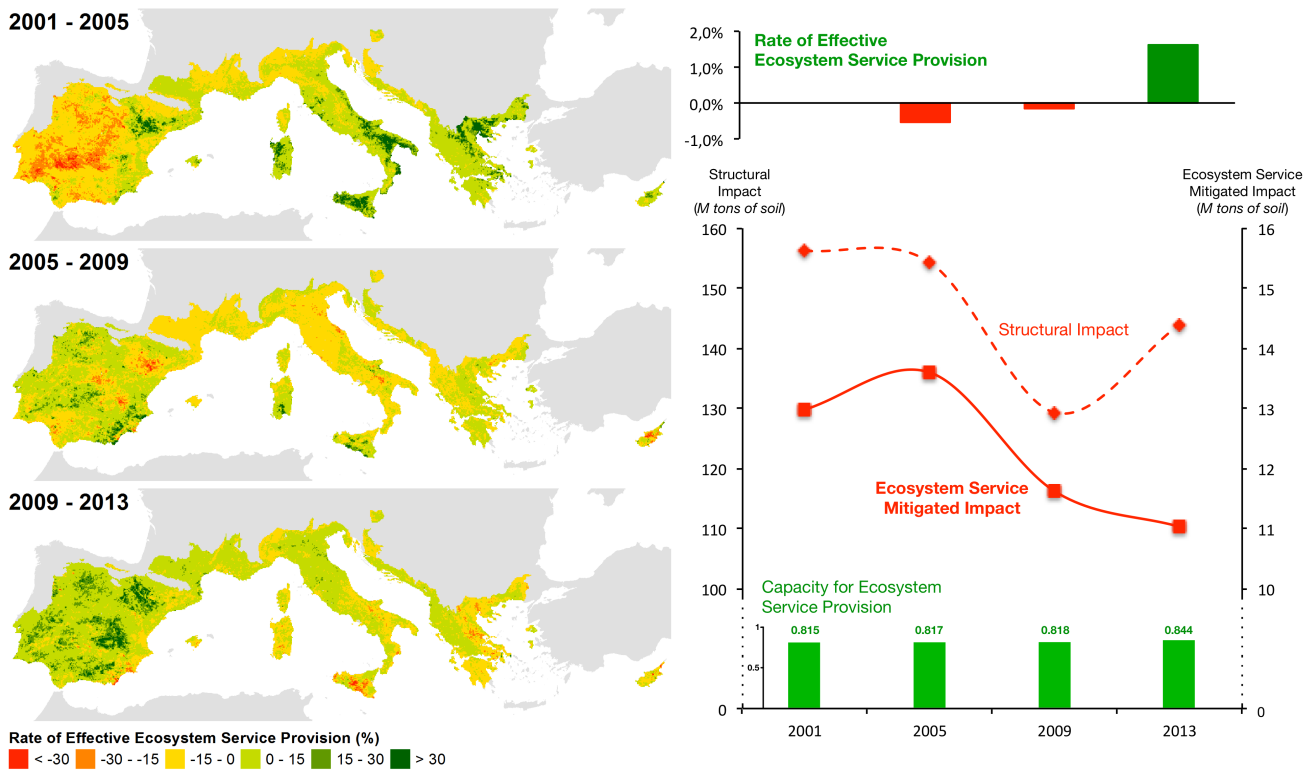 2001 - 2005
2005 - 2009
2009 - 2013
Rate of Effective Ecosystem Service Provision (%)
< -30
-30 - -15
-15 - 0
0 - 15
15 - 30
> 30
2,0%
1,0%
0,0%
-1,0%
Rate of Effective
Ecosystem Service Provision
Structural
Impact
(M tons of soil)
Ecosystem Service
Mitigated Impact
(M tons of soil)
160
150
140
130
120
110
100
0
16
15
14
13
12
11
10
0
Structural Impact
Ecosystem Service
Mitigated Impact
Capacity for Ecosystem
Service Provision
1
0.5
0.815
0.817
0.818
0.844
2001
2005
2009
2013